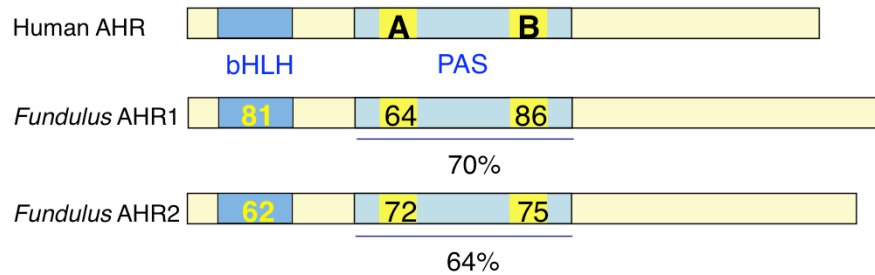 Human AHR A B
bHLH PAS
Fundulus AHR1 81 64 86
70%
Fundulus AHR2 62 72 75
64%